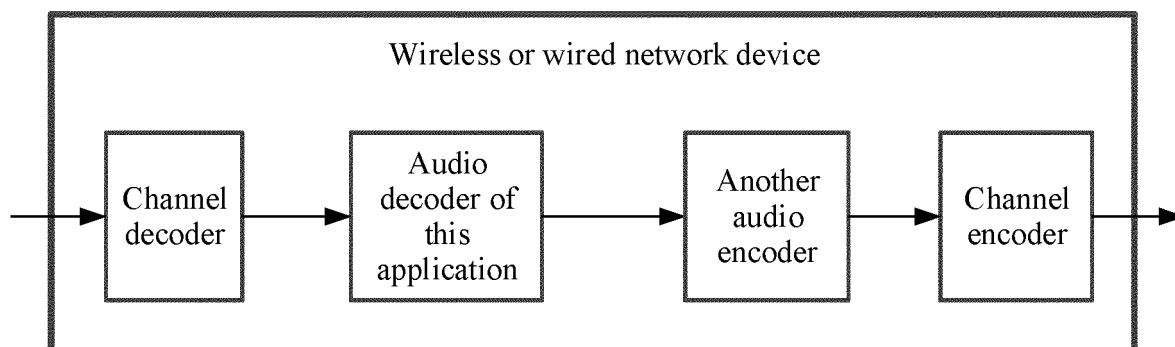 Wireless or wired network device
Channel
decoder
Audio
decoder of
this
application
Another
audio
encoder
Channel
encoder